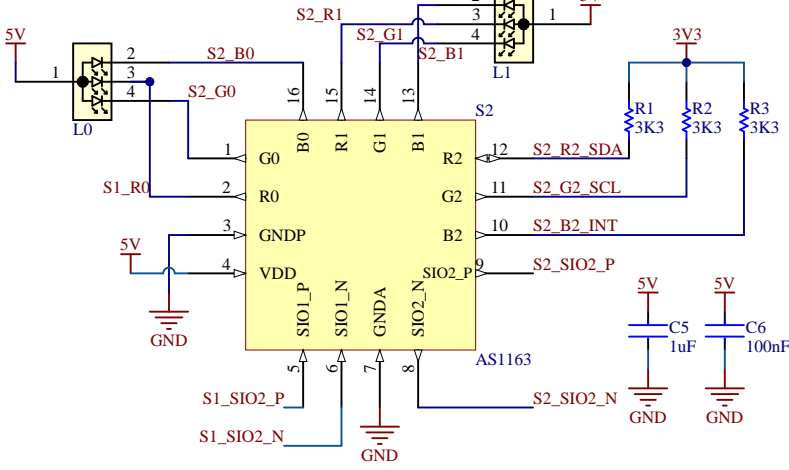 2
S2_R1
3
1
S2_G1
4
S2_B1
L1
5V
1
2
3
4
L0
S2_B0
S2_G0
3V3
16
15
14
13
S2
R1
3K3
R2
3K3
R3
3K3
B0
R1
G1
B1
1
G0
R2
12
S2_R2_SDA
S1_R0
2
R0
G2
11
S2_G2_SCL
3
GNDP
B2
10
S2_B2_INT
5V
4
VDD
SIO2_P
9
S2_SIO2_P
SIO1_P
SIO1_N
GNDA
SIO2_N
5V
5V
GND
C5
1uF
C6
100nF
AS1163
5
6
7
8
S1_SIO2_P
S2_SIO2_N
GND
GND
S1_SIO2_N
GND